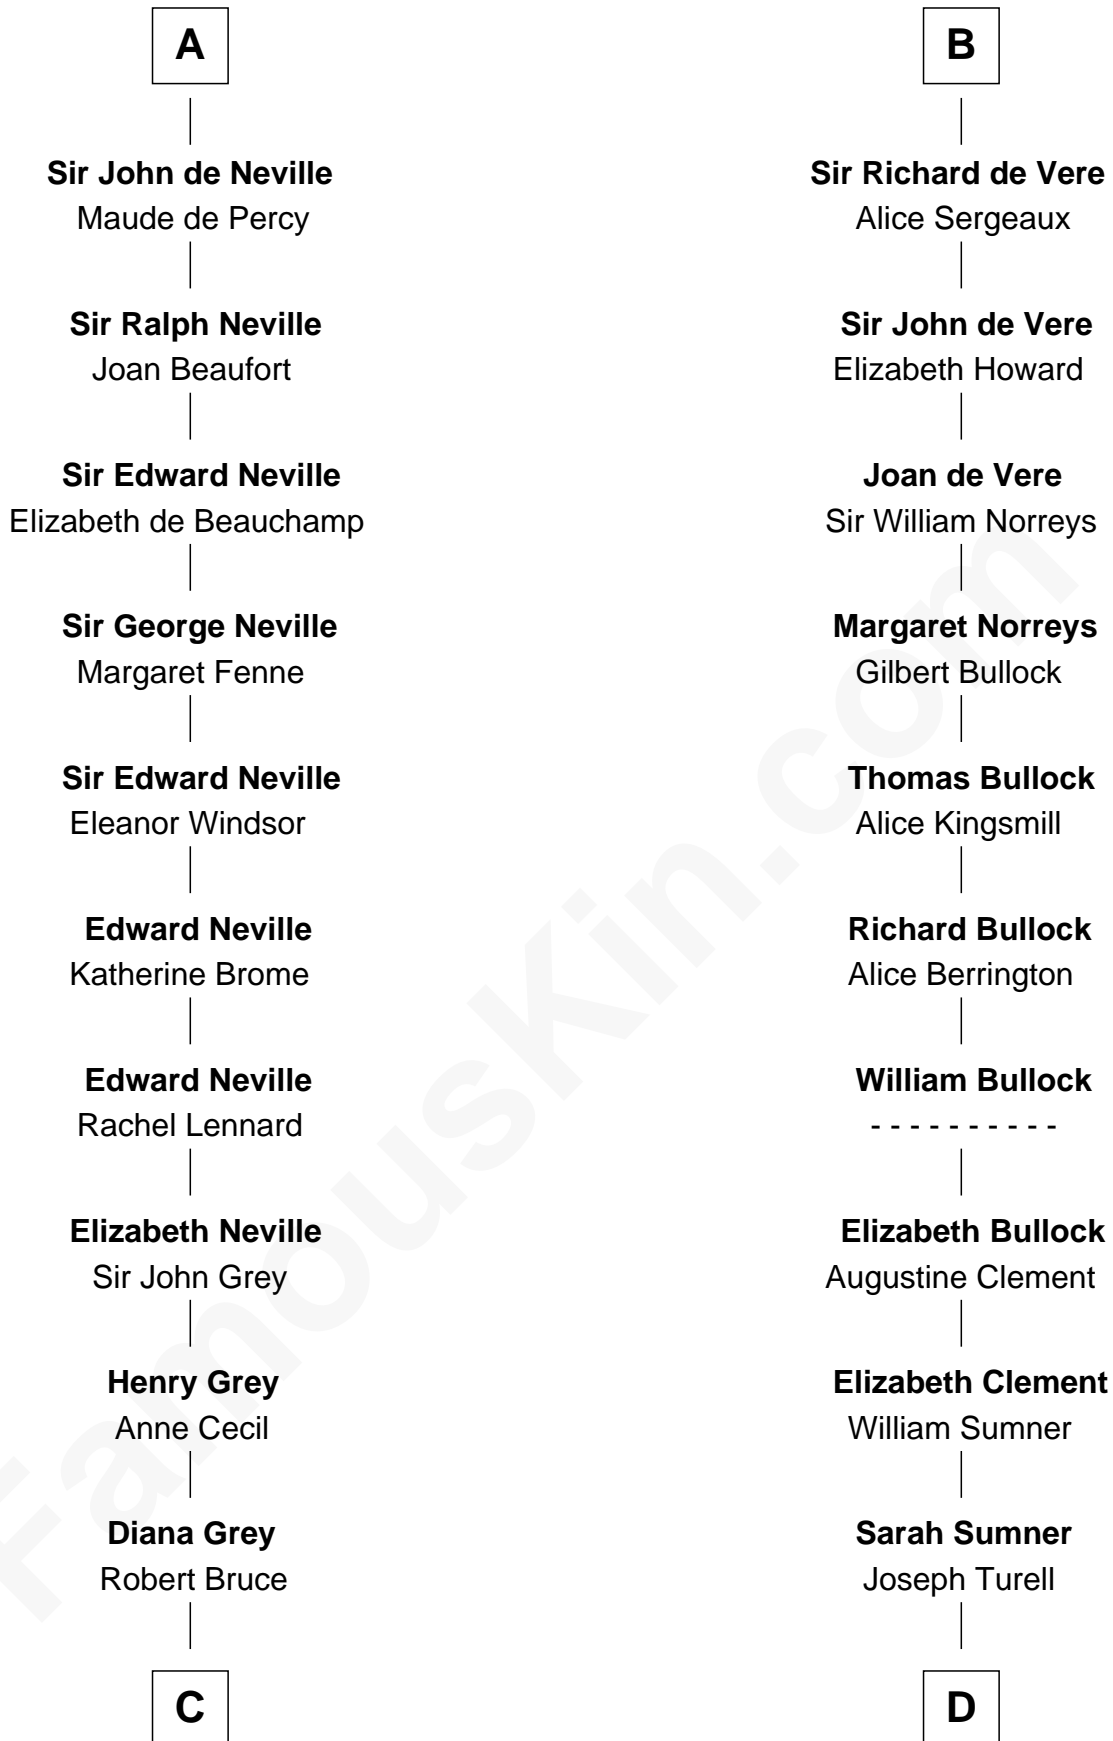 A
Sir John de Neville
Maude de Percy
Sir Ralph Neville
Joan Beaufort
Sir Edward Neville
Elizabeth de Beauchamp
Sir George Neville
Margaret Fenne
Sir Edward Neville
Eleanor Windsor
Edward Neville
Katherine Brome
Edward Neville
Rachel Lennard
Elizabeth Neville
Sir John Grey
Henry Grey
Anne Cecil
Diana Grey
Robert Bruce
C
B
Sir Richard de Vere
Alice Sergeaux
Sir John de Vere
Elizabeth Howard
Joan de Vere
Sir William Norreys
Margaret Norreys
Gilbert Bullock
Thomas Bullock
Alice Kingsmill
Richard Bullock
Alice Berrington
William Bullock
- - - - - - - - - -
Elizabeth Bullock
Augustine Clement
Elizabeth Clement
William Sumner
Sarah Sumner
Joseph Turell
D
FamousKin.com